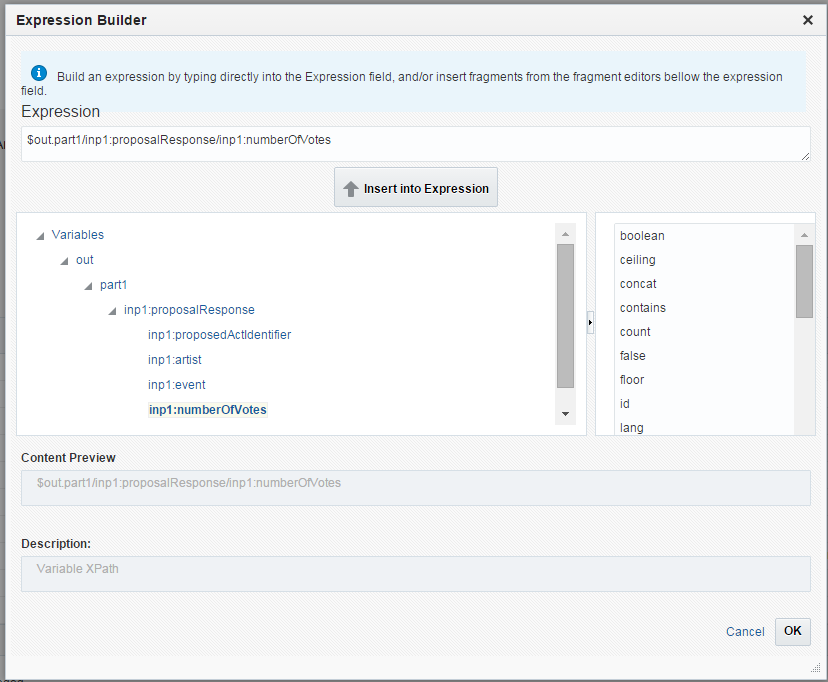 Expression Builder
Build an expression by typing directly into the Expression field, and/or insert fragments from the fragment editors bellow the expression
field.
Expression
$out.part1/inp1:proposalResponse/inp1:numberOfVotes
Insert into Expression
Variables
out
part1
inp1:proposalResponse
inp1:proposedActIdentifier
inp1:artist
inp1:event
inp1:numberOfVotes
boolean
ceiling
concat
contains
count
false
floor
id
lang
Content Preview
$out.part1/inp1:proposalResponse/inp1:numberOfVotes
Description:
Variable XPath
Cancel
OK